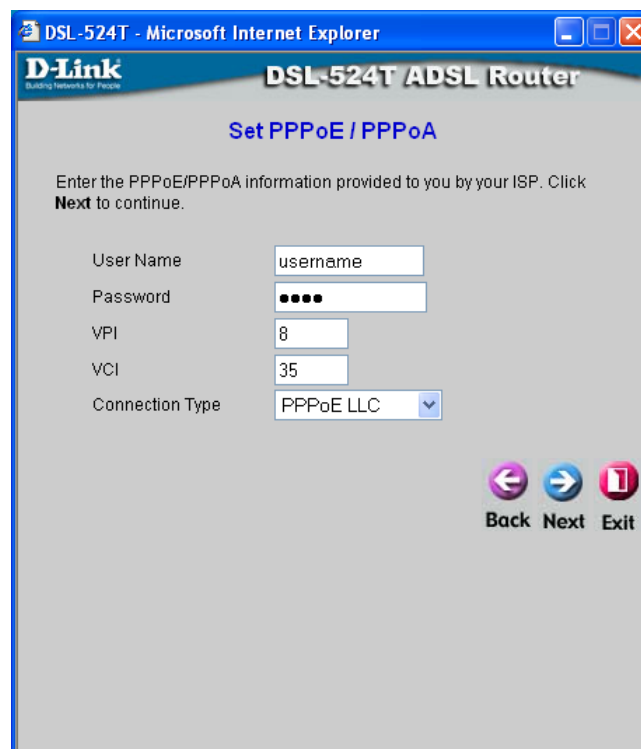 DSL-524T - Microsoft Internet Explorer
D-Link
Building Networks for People
DSL-524T ADSL Router
Set PPPoE / PPPoA
Enter the PPPoE/PPPoA information provided to you by your ISP. Click
Next to continue.
User Name username
Password ●●●●
VPI 8
VCI 35
Connection Type PPPoE LLC
Back Next Exit